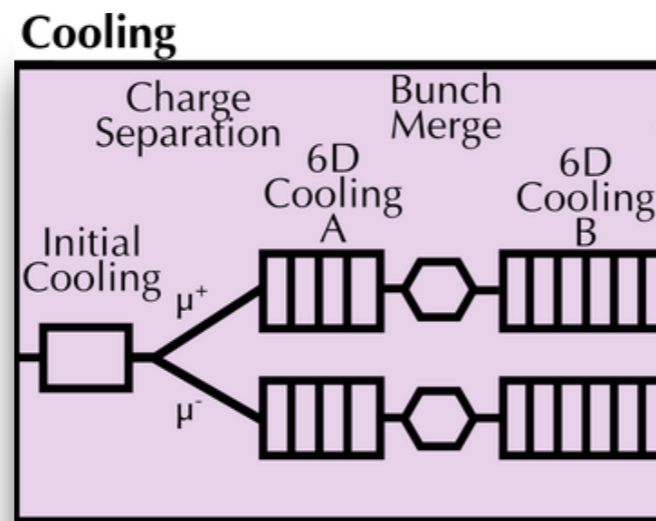 Cooling
Charge
Separation
Bunch
Merge
6D
Cooling
A
6D
Cooling
B
Initial
Cooling
μ⁺
μ⁻